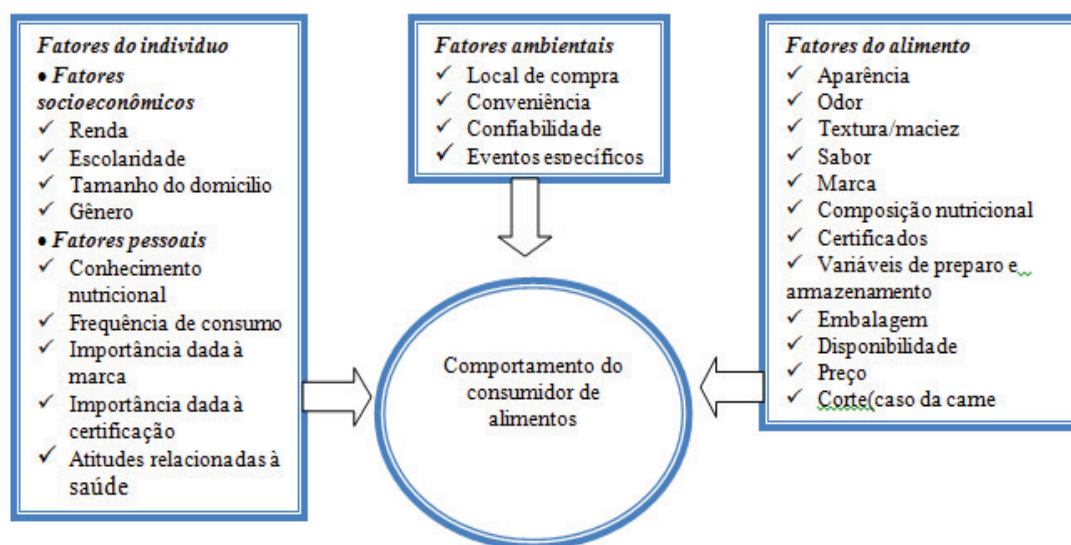 Fatores do individuo
• Fatores
socioeconômicos
✓ Renda
✓ Escolaridade
✓ Tamanho do domicilio
✓ Gênero
• Fatores pessoais
✓ Conhecimento
nutricional
✓ Frequência de consumo
✓ Importância dada à
marca
✓ Importância dada à
certificação
✓ Atitudes relacionadas à
saúde
Fatores ambientais
✓ Local de compra
✓ Conveniência
✓ Confiabilidade
✓ Eventos específicos
Fatores do alimento
✓ Aparência
✓ Odor
✓ Textura/maciez
✓ Sabor
✓ Marca
✓ Composição nutricional
✓ Certificados
✓ Variáveis de preparo e
armazenamento
✓ Embalagem
✓ Disponibilidade
✓ Preço
✓ Corte(caso da carne
Comportamento do
consumidor de
alimentos